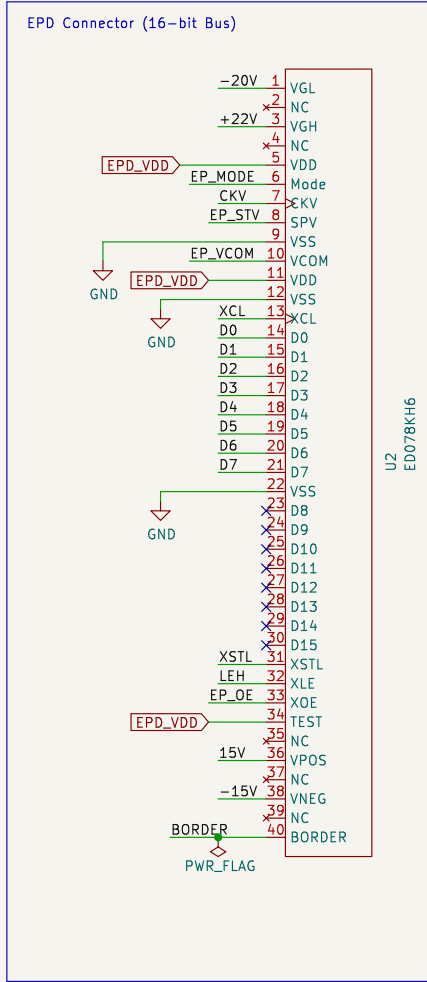 EPD Connector (16-bit Bus)
-20V 1 VGL
2 NC
+22V 3 VGH
4 NC
EPD_VDD 5 VDD
EP_MODE 6 Mode
CKV 7 CKV
EP_STV 8 SPV
9 VSS
GND
EP_VCOM 10 VCOM
EPD_VDD 11 VDD
12 VSS
GND
XCL 13 XCL
D0 14 D0
D1 15 D1
D2 16 D2
D3 17 D3
D4 18 D4
D5 19 D5
D6 20 D6
D7 21 D7
22 VSS
GND
23 D8
24 D9
25 D10
26 D11
27 D12
28 D13
29 D14
30 D15
XSTL 31 XSTL
LEH 32 XLE
EP_OE 33 XOE
EPD_VDD 34 TEST
35 NC
15V 36 VPOS
37 NC
-15V 38 VNEG
39 NC
BORDER 40 BORDER
PWR_FLAG
U2
ED078KH6